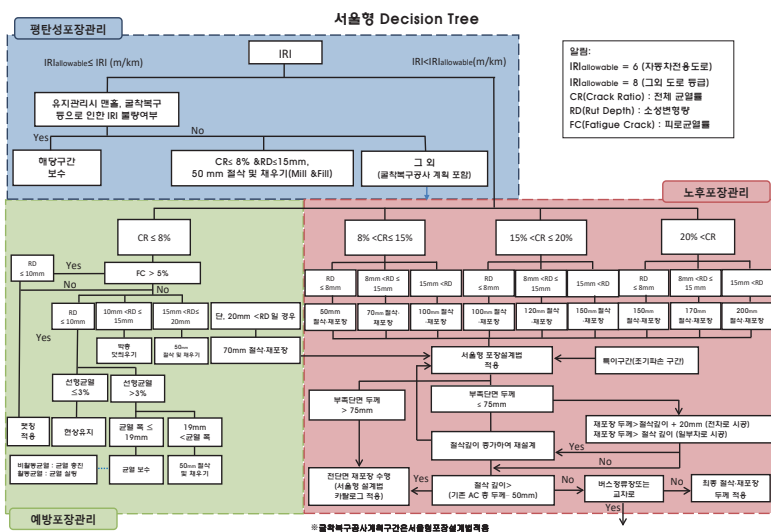 서울형 Decision Tree
평탄성포장관리
IRI
IRIallowable≤ IRI (m/km)
IRI<IRIallowable(m/km)
알림:
IRIallowable = 6 (자동차전용도로)
IRIallowable = 8 (그외 도로 등급)
CR(Crack Ratio) : 전체 균열률
RD(Rut Depth) : 소성변형량
FC(Fatigue Crack) : 피로균열률
유지관리시 맨홀, 굴착복구
등으로 인한 IRI 불량여부
Yes
No
해당구간
보수
CR≤ 8% &RD≤15mm,
50 mm 절삭 및 재우기(Mill &Fill)
그 외
(굴착복구공사 계획 포함)
노후포장관리
CR ≤ 8%
8% <CR≤ 15%
15% <CR ≤ 20%
20% <CR
RD
≤ 10mm
Yes
FC > 5%
No
No
RD
≤ 8mm
8mm <RD ≤
15mm
15mm <RD
RD
≤ 8mm
8mm <RD ≤
15mm
15mm <RD
RD
≤ 8mm
8mm <RD ≤
15 mm
15mm <RD
Yes
RD
≤ 10mm
10mm <RD ≤
15mm
15mm <RD≤
20mm
단, 20mm <RD 일 경우
50mm
절삭·재포장
70mm 절삭·
재포장
100mm 절삭·
재포장
100mm 절삭·
재포장
120mm 절삭·
재포장
150mm 절삭·
재포장
150mm
절삭·재포장
170mm
절삭·재포장
200mm
절삭·재포장
박층
덧씌우기
50mm
절삭 및 재우기
70mm 절삭·재포장
서울형 포장설계법
적용
특이구간(조기파손 구간)
선형균열
≤3%
선형균열
>3%
부족단면 두께
> 75mm
부족단면 두께
≤ 75mm
패칭
적용
현상유지
균열 폭 ≤
19mm
19mm
<균열 폭
재포장 두께>절삭깊이 + 20mm (전차로 시공)
재포장 두께> 절삭 깊이 (일부차로 시공)
절삭깊이 증가하여 재설계
Yes
No
비활동균열 : 균열 충진
활동균열 : 균열 실링
균열 보수
50mm 절삭
및 재우기
전단면 재포장 수행
(서울형 설계법
카탈로그 적용)
Yes
절삭 깊이>
(기존 AC 층 두께– 50mm)
No
버스정류장또는
교차로
No
최종 절삭·재포장
두께 적용
Yes
예방포장관리
※굴착복구공사계획구간은서울형포장설계법적용